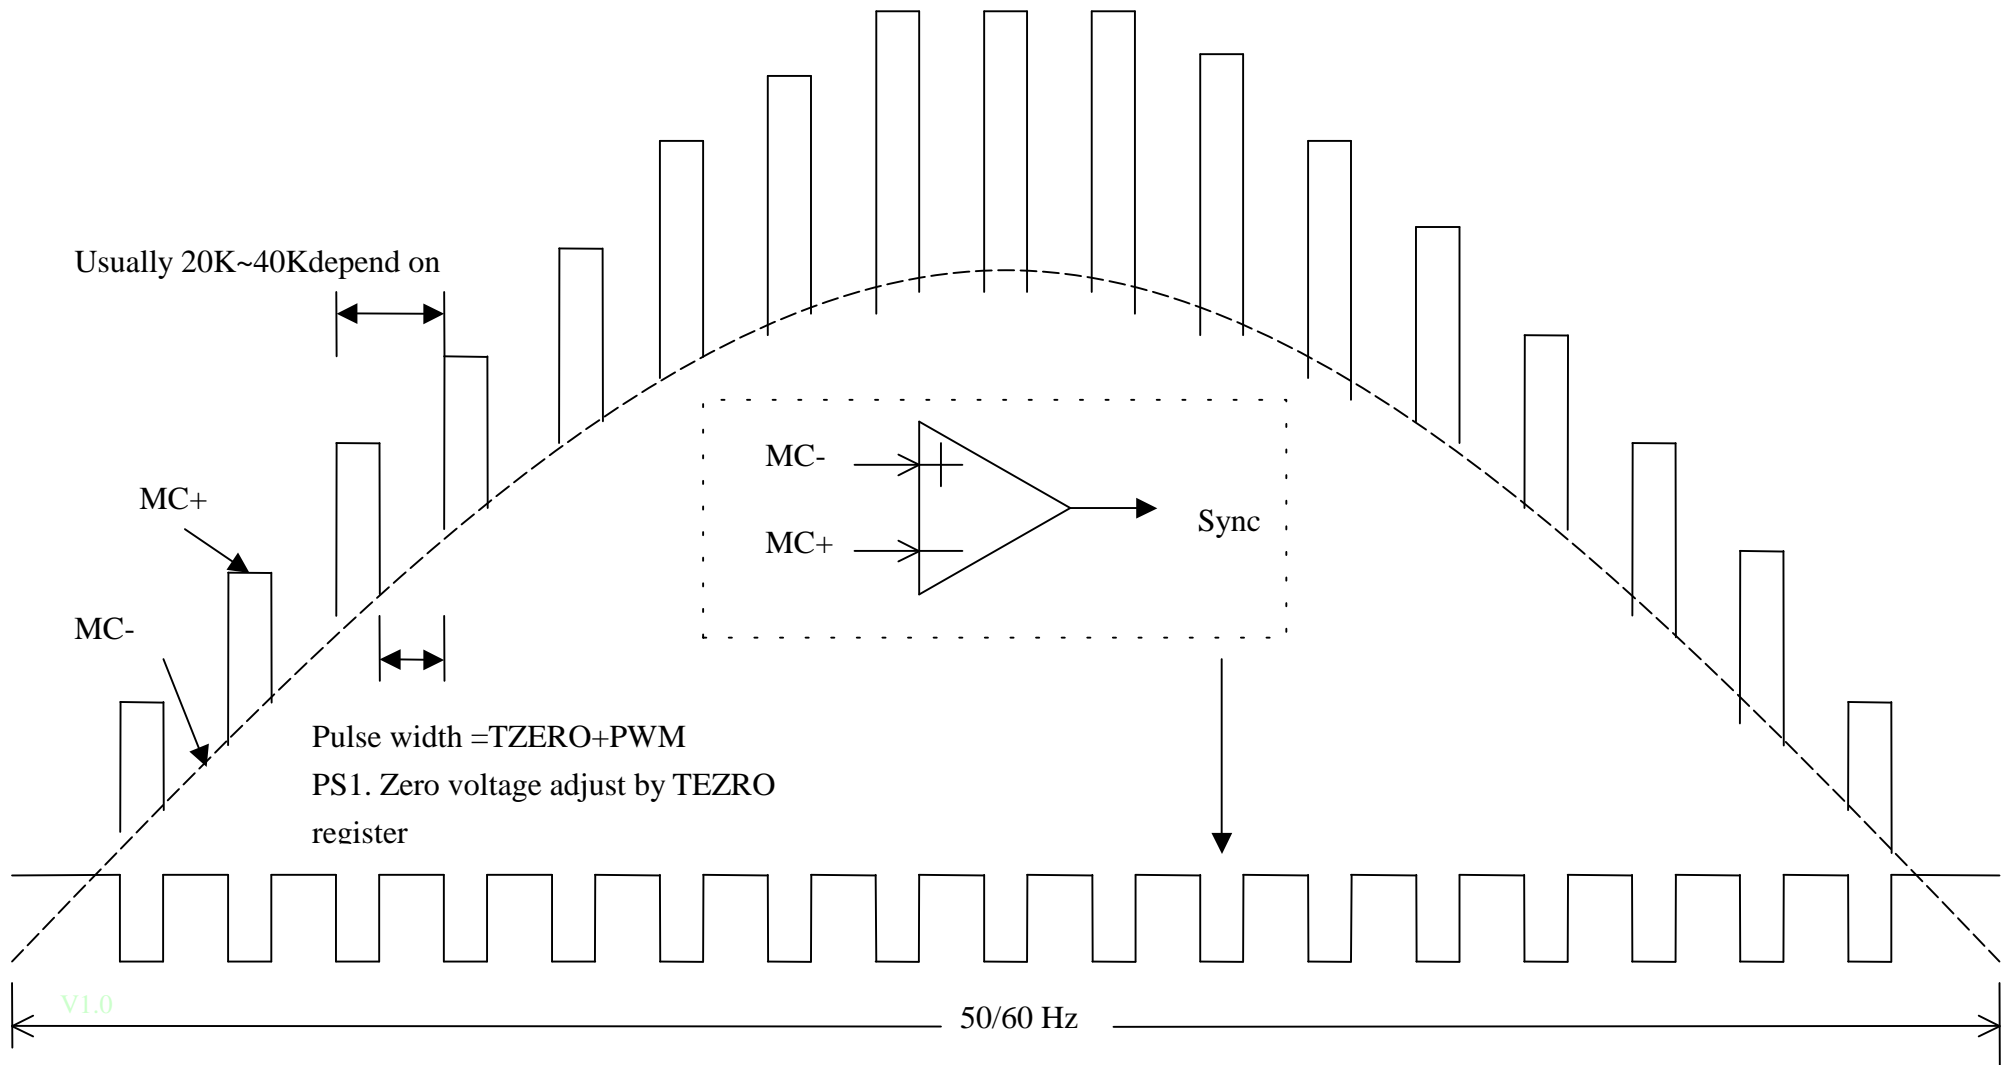 Usually 20K~40Kdepend on
MC-
MC+
MC+
Sync
MC-
Pulse width =TZERO+PWM
PS1. Zero voltage adjust by TEZRO
register
V1.0
50/60 Hz